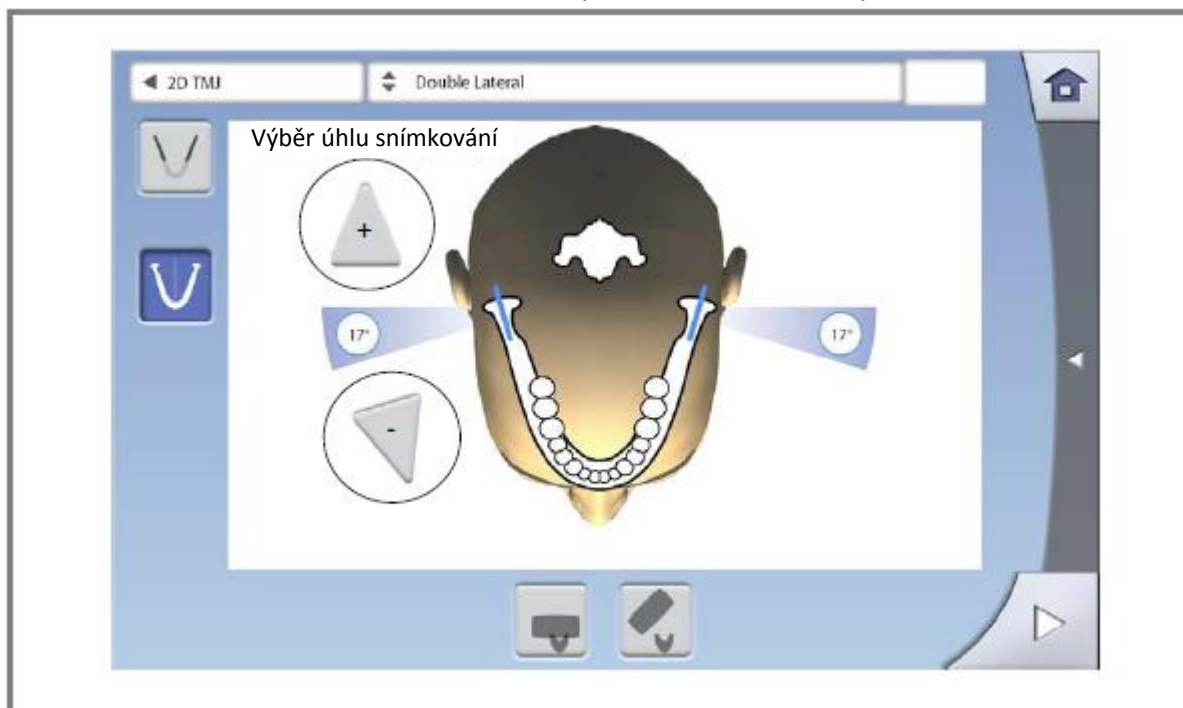 2D TMJ
Double Lateral
Výběr úhlu snímkování
+
17°
17°
-